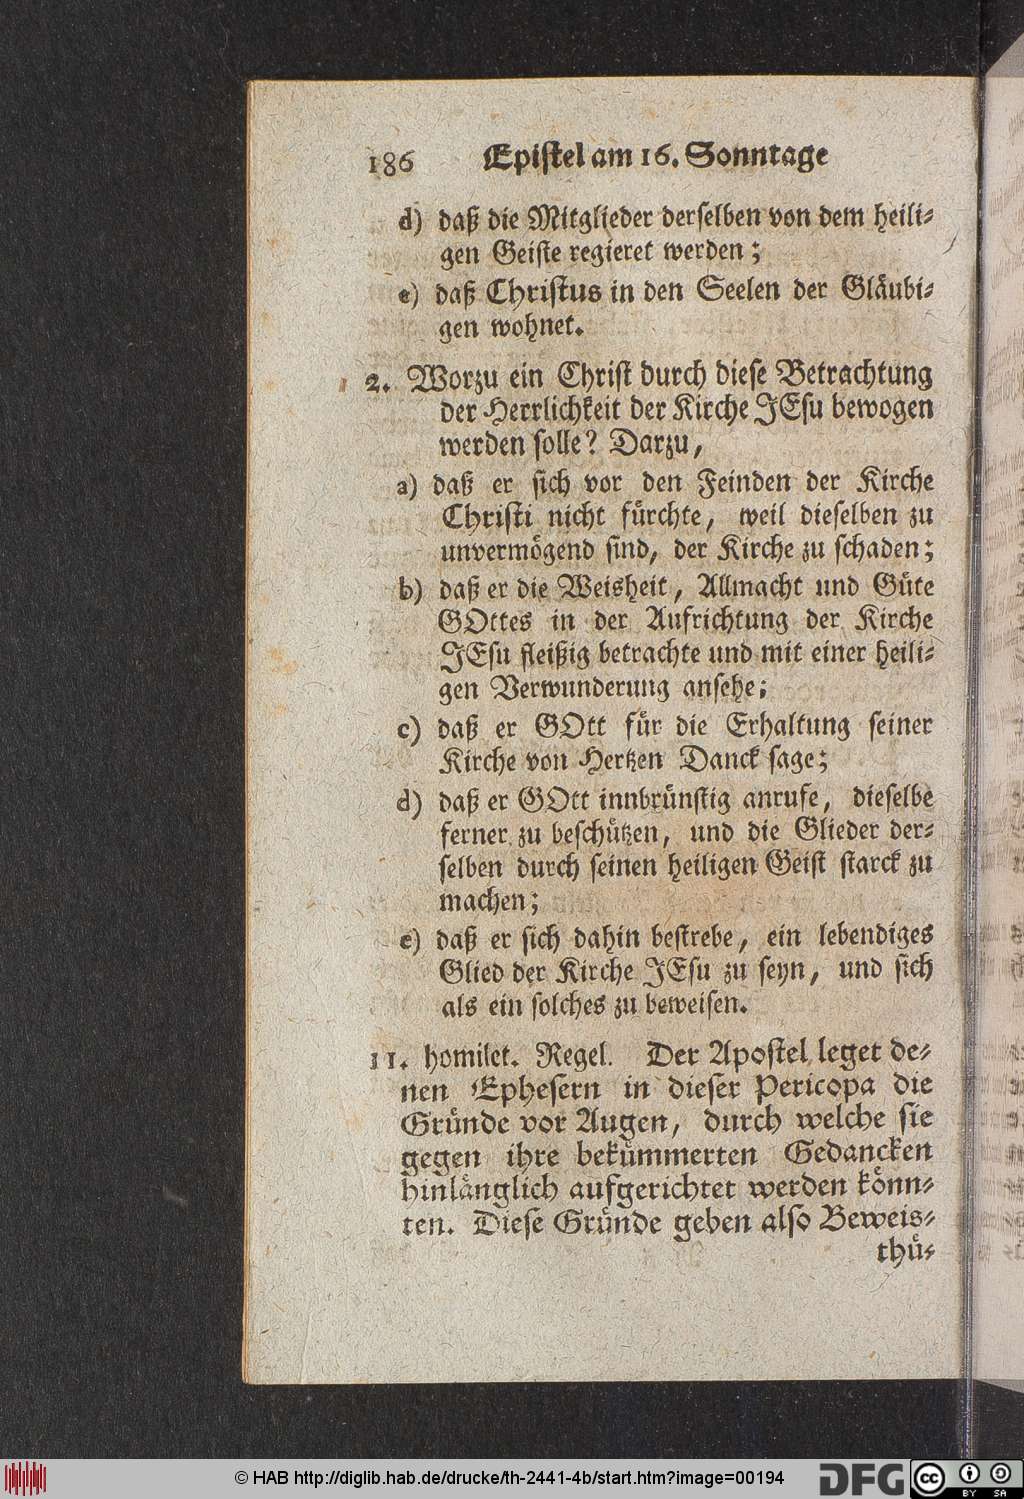 186 Epistel am 16. Sonntage
d) daß die Mitglieder derselben von dem heili⸗
gen Geiste regieret werden;
e) daß Christus in den Seelen der Gläubi⸗
gen wohnet.
2. Worzu ein Christ durch diese Betrachtung
der Herrlichkeit der Kirche JEsu bewogen
werden solle? Darzu,
a) daß er sich vor den Feinden der Kirche
Christi nicht fürchte, weil dieselben zu
unvermögend sind, der Kirche zu schaden;
b) daß er die Weisheit, Allmacht und Güte
GOttes in der Aufrichtung der Kirche
JEsu fleißig betrachte und mit einer heili⸗
gen Verwunderung ansehe;
c) daß er GOtt für die Erhaltung seiner
Kirche von Hertzen Danck sage;
d) daß er GOtt innbrünstig anrufe, dieselbe
ferner zu beschützen, und die Glieder der⸗
selben durch seinen heiligen Geist starck zu
machen;
e) daß er sich dahin bestrebe, ein lebendiges
Glied der Kirche JEsu zu seyn, und sich
als ein solches zu beweisen.
11. homilet. Regel. Der Apostel leget de⸗
nen Ephesern in dieser Pericopa die
Gründe vor Augen, durch welche sie
gegen ihre bekümmerten Gedancken
hinlänglich aufgerichtet werden könn⸗
ten. Diese Gründe geben also Beweis⸗
thü⸗
© HAB http://diglib.hab.de/drucke/th-2441-4b/start.htm?image=00194
DFG
cc BY SA